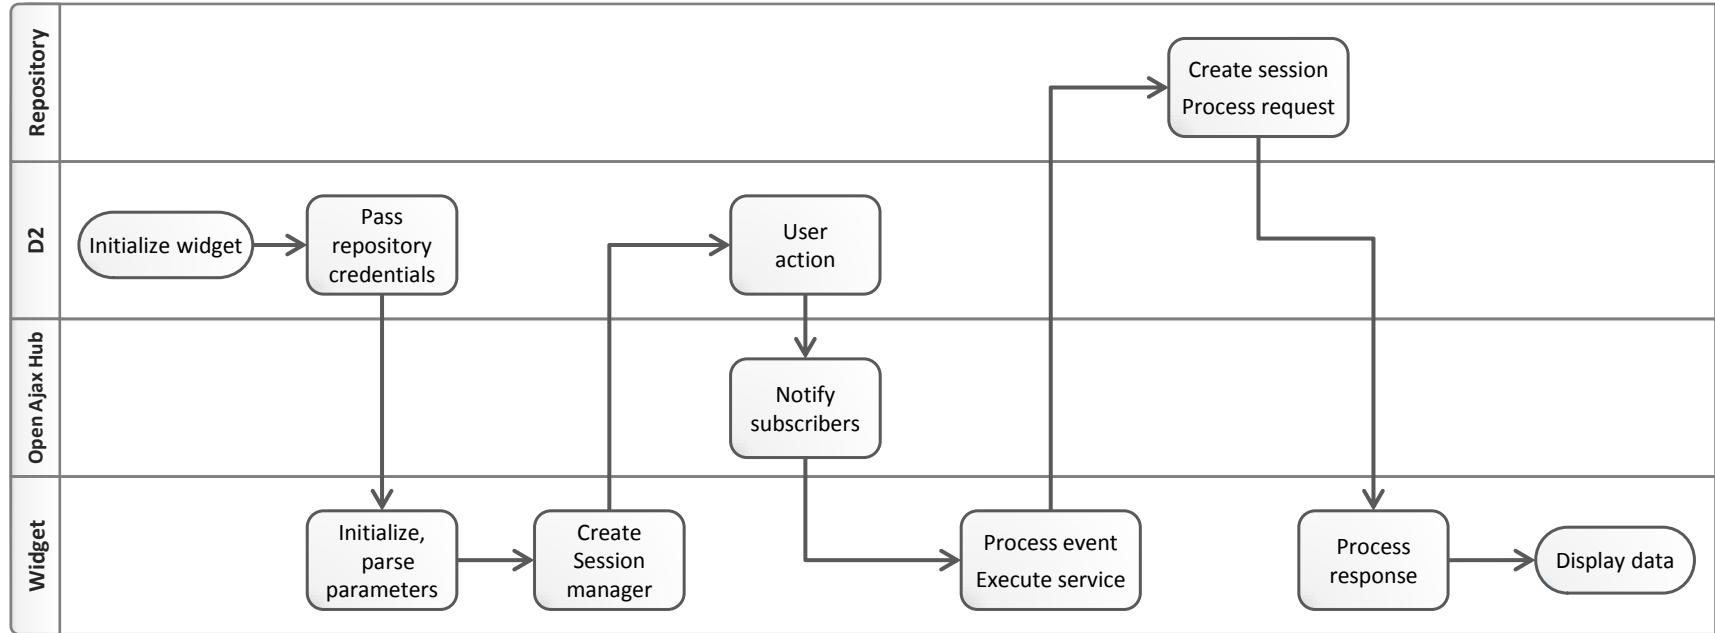 Repository
Create session
Process request
D2
Initialize widget
Pass
repository
credentials
User
action
Open Ajax Hub
Notify
subscribers
Widget
Initialize,
parse
parameters
Create
Session
manager
Process event
Execute service
Process
response
Display data